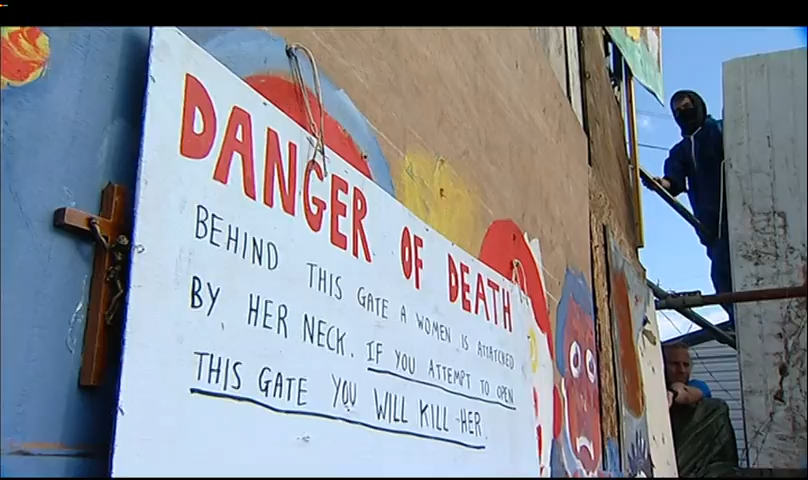 DANGER OF DEATH
BEHIND THIS GATE A WOMEN IS ATTATCHED
BY HER NECK. IF YOU ATTEMPT TO OPEN
THIS GATE YOU WILL KILL HER.